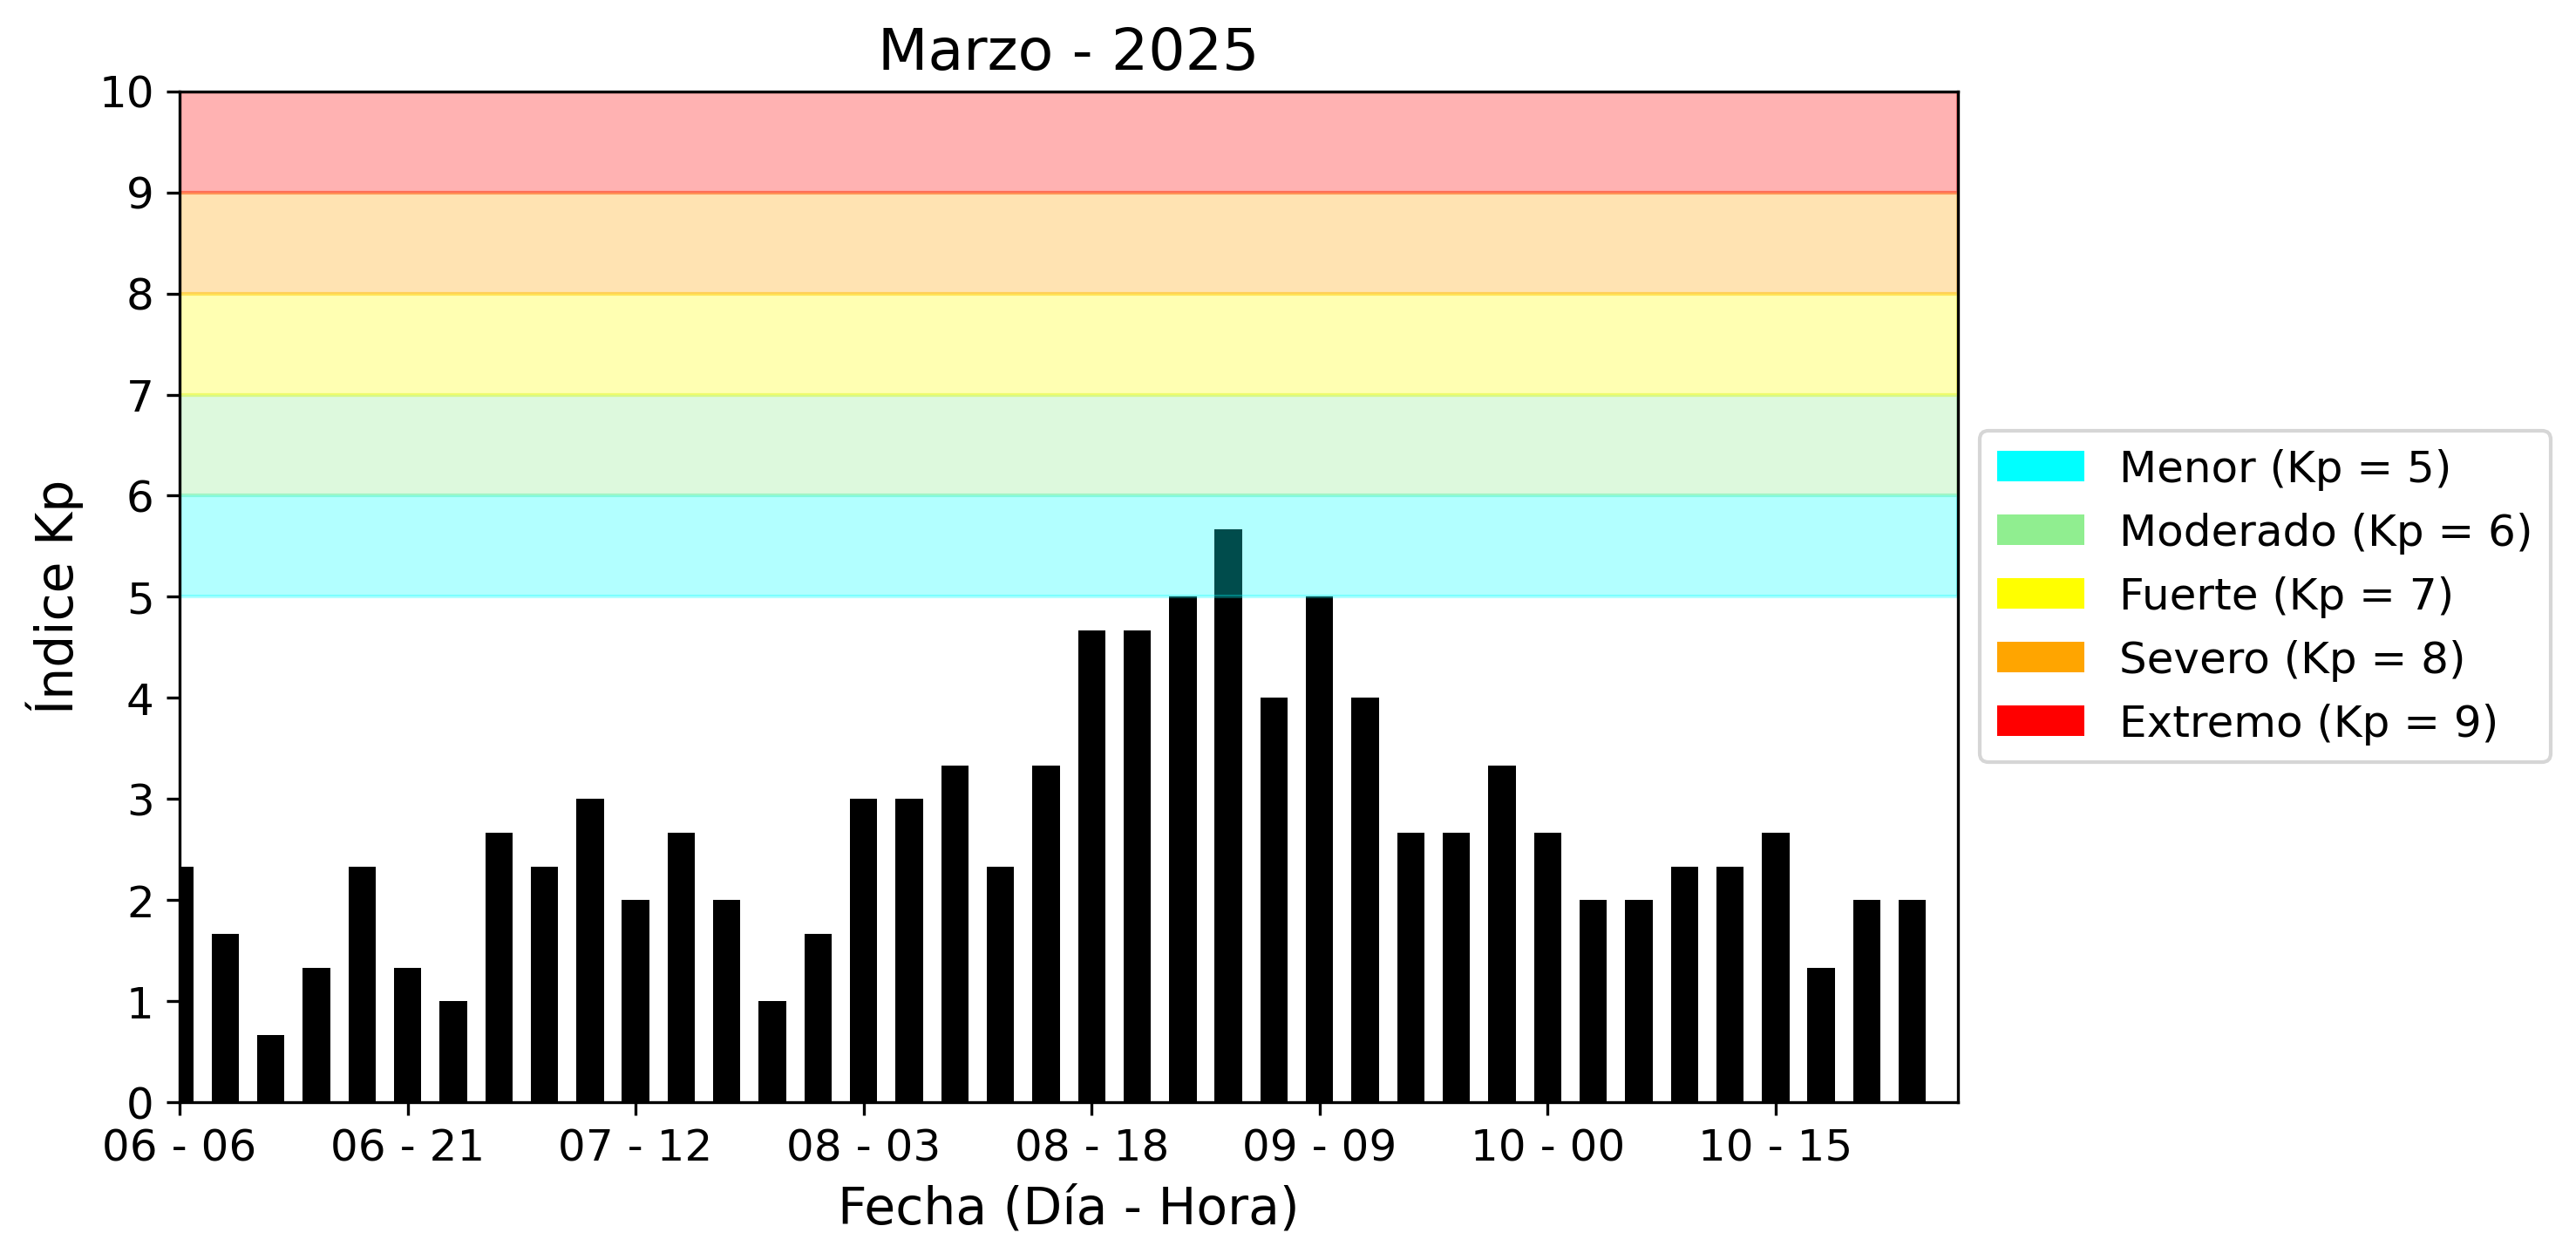 Marzo - 2025
10
9
8
7
6
5
4
3
2
1
0
Índice Kp
06 - 06 06 - 21 07 - 12 08 - 03 08 - 18 09 - 09 10 - 00 10 - 15
Fecha (Día - Hora)
Menor (Kp = 5)
Moderado (Kp = 6)
Fuerte (Kp = 7)
Severo (Kp = 8)
Extremo (Kp = 9)